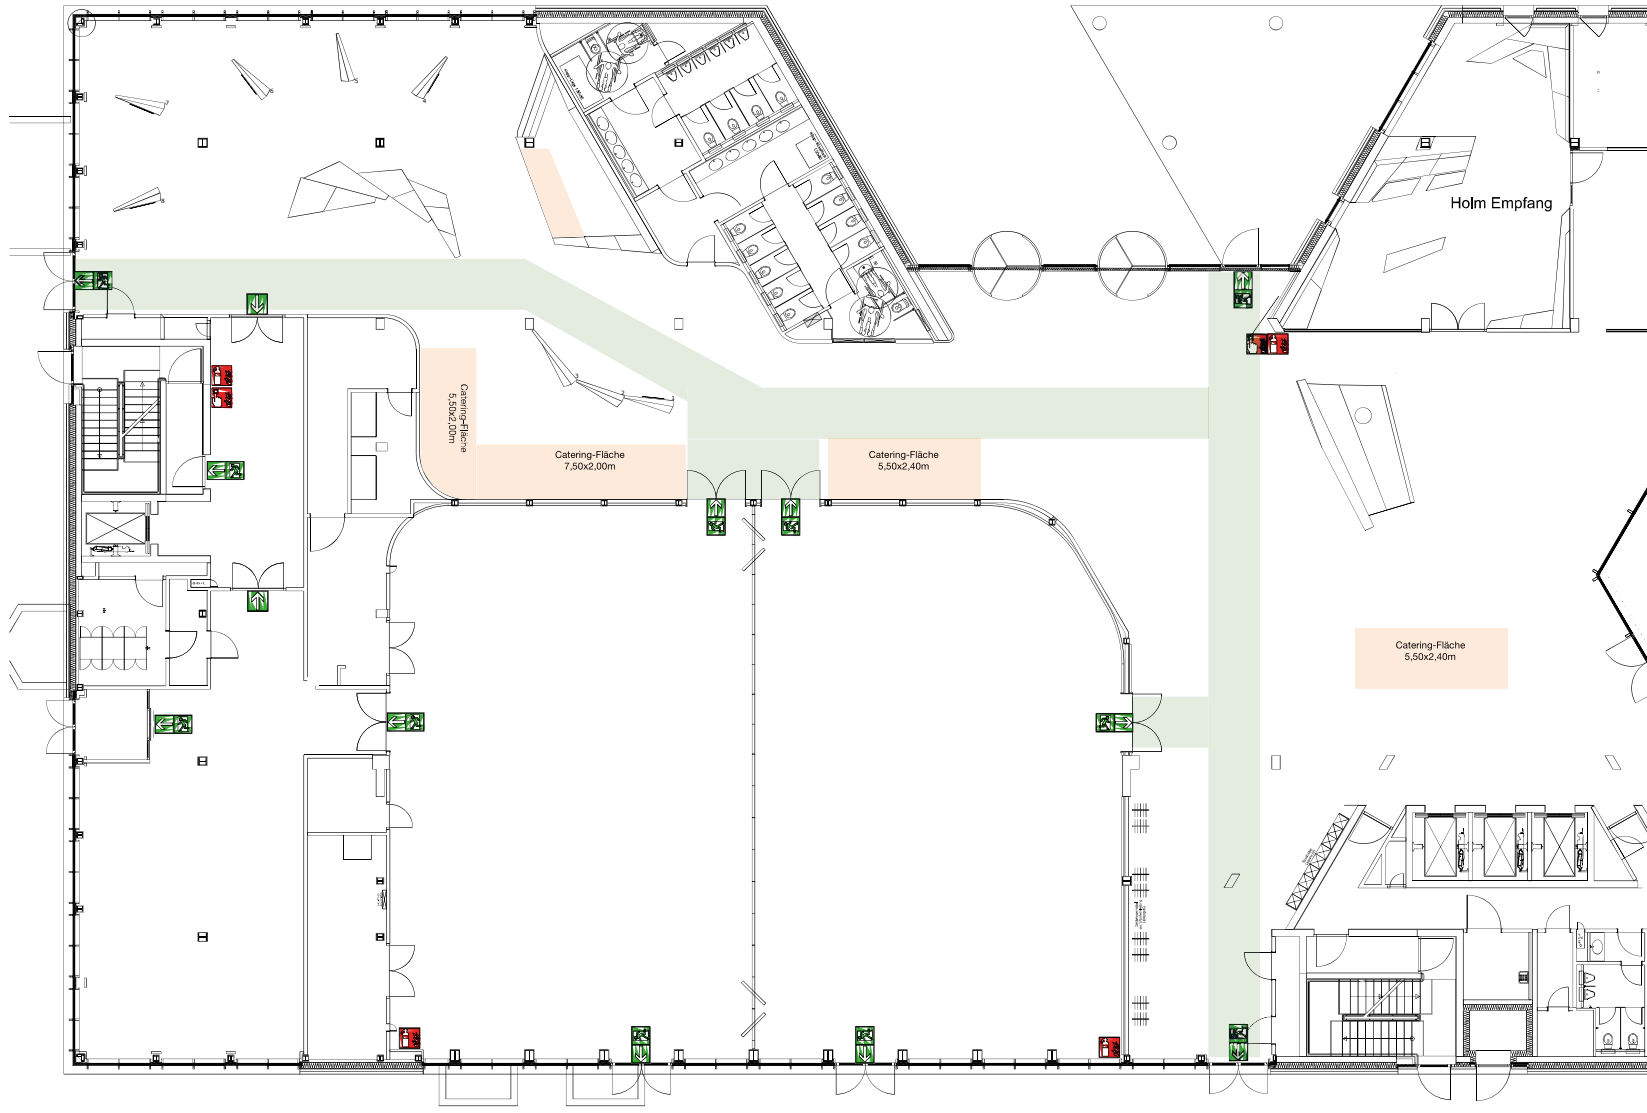 Holm Empfang
Catering-Fläche
5,50x2,00m
Catering-Fläche
7,50x2,00m
Catering-Fläche
5,50x2,40m
Catering-Fläche
5,50x2,40m